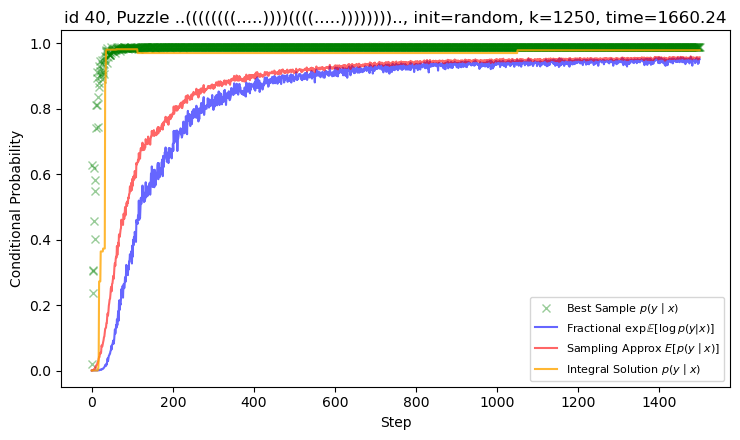 id 40, Puzzle ..((((((((.....))))((((.....)))))))).., init=random, k=1250, time=1660.24
1.0
0.8
0.6
0.4
0.2
0.0
Conditional Probability
0
200
400
600
800
1000
1200
1400
Step
Best Sample p(y | x)
Fractional exp𝔼[log p(y|x)]
Sampling Approx E[p(y | x)]
Integral Solution p(y | x)